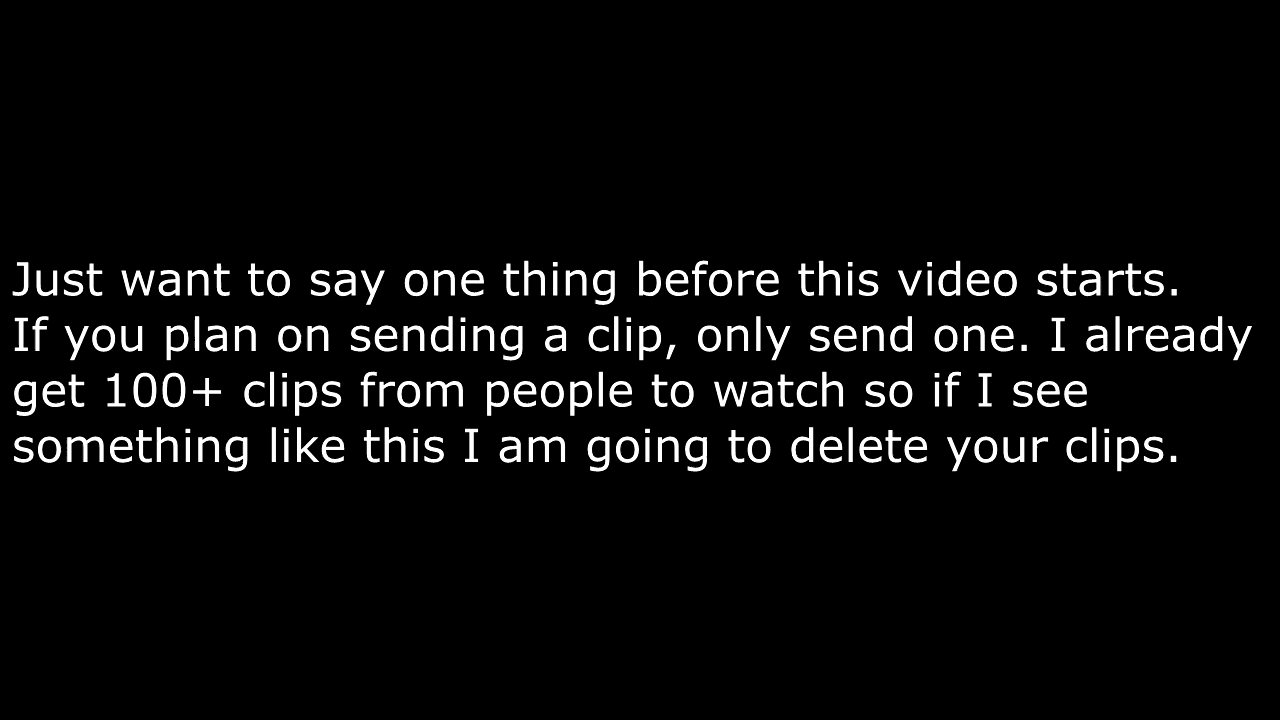 Just want to say one thing before this video starts.
If you plan on sending a clip, only send one. I already
get 100+ clips from people to watch so if I see
something like this I am going to delete your clips.